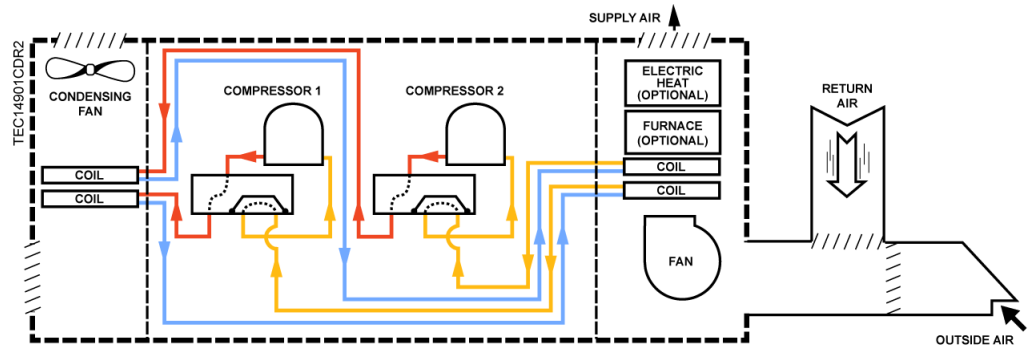 SUPPLY AIR
TEC14901CDR2
CONDENSING
FAN
COMPRESSOR 1
COMPRESSOR 2
ELECTRIC
HEAT
(OPTIONAL)
FURNACE
(OPTIONAL)
RETURN
AIR
COIL
COIL
COIL
COIL
FAN
OUTSIDE AIR